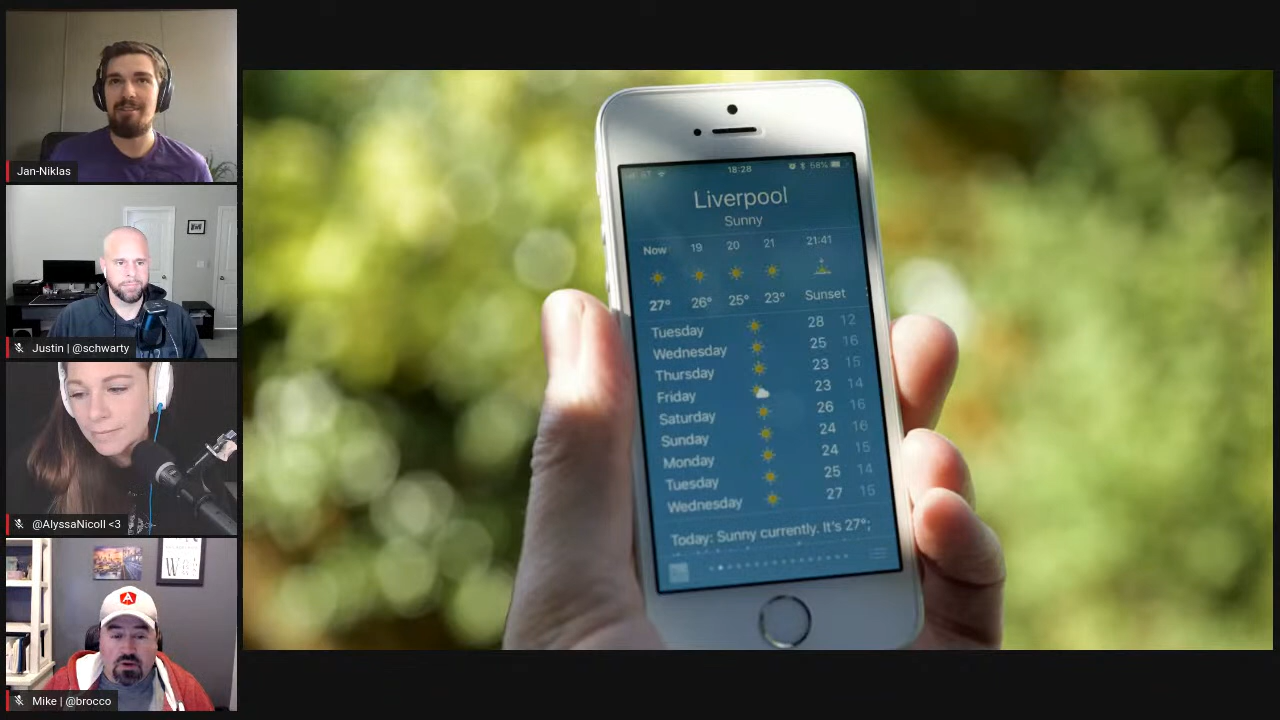 Jan-Niklas
Justin | @schwarty
@AlyssaNicoll <3
Mike | @brocco
18:28
58%
Liverpool
Sunny
Now 19 20 21 21:41
27° 26° 25° 23° Sunset
Tuesday 28 12
Wednesday 25 16
Thursday 23 15
Friday 23 14
Saturday 26 16
Sunday 24 16
Monday 24 15
Tuesday 25 14
Wednesday 27 15
Today: Sunny currently. It's 27°;